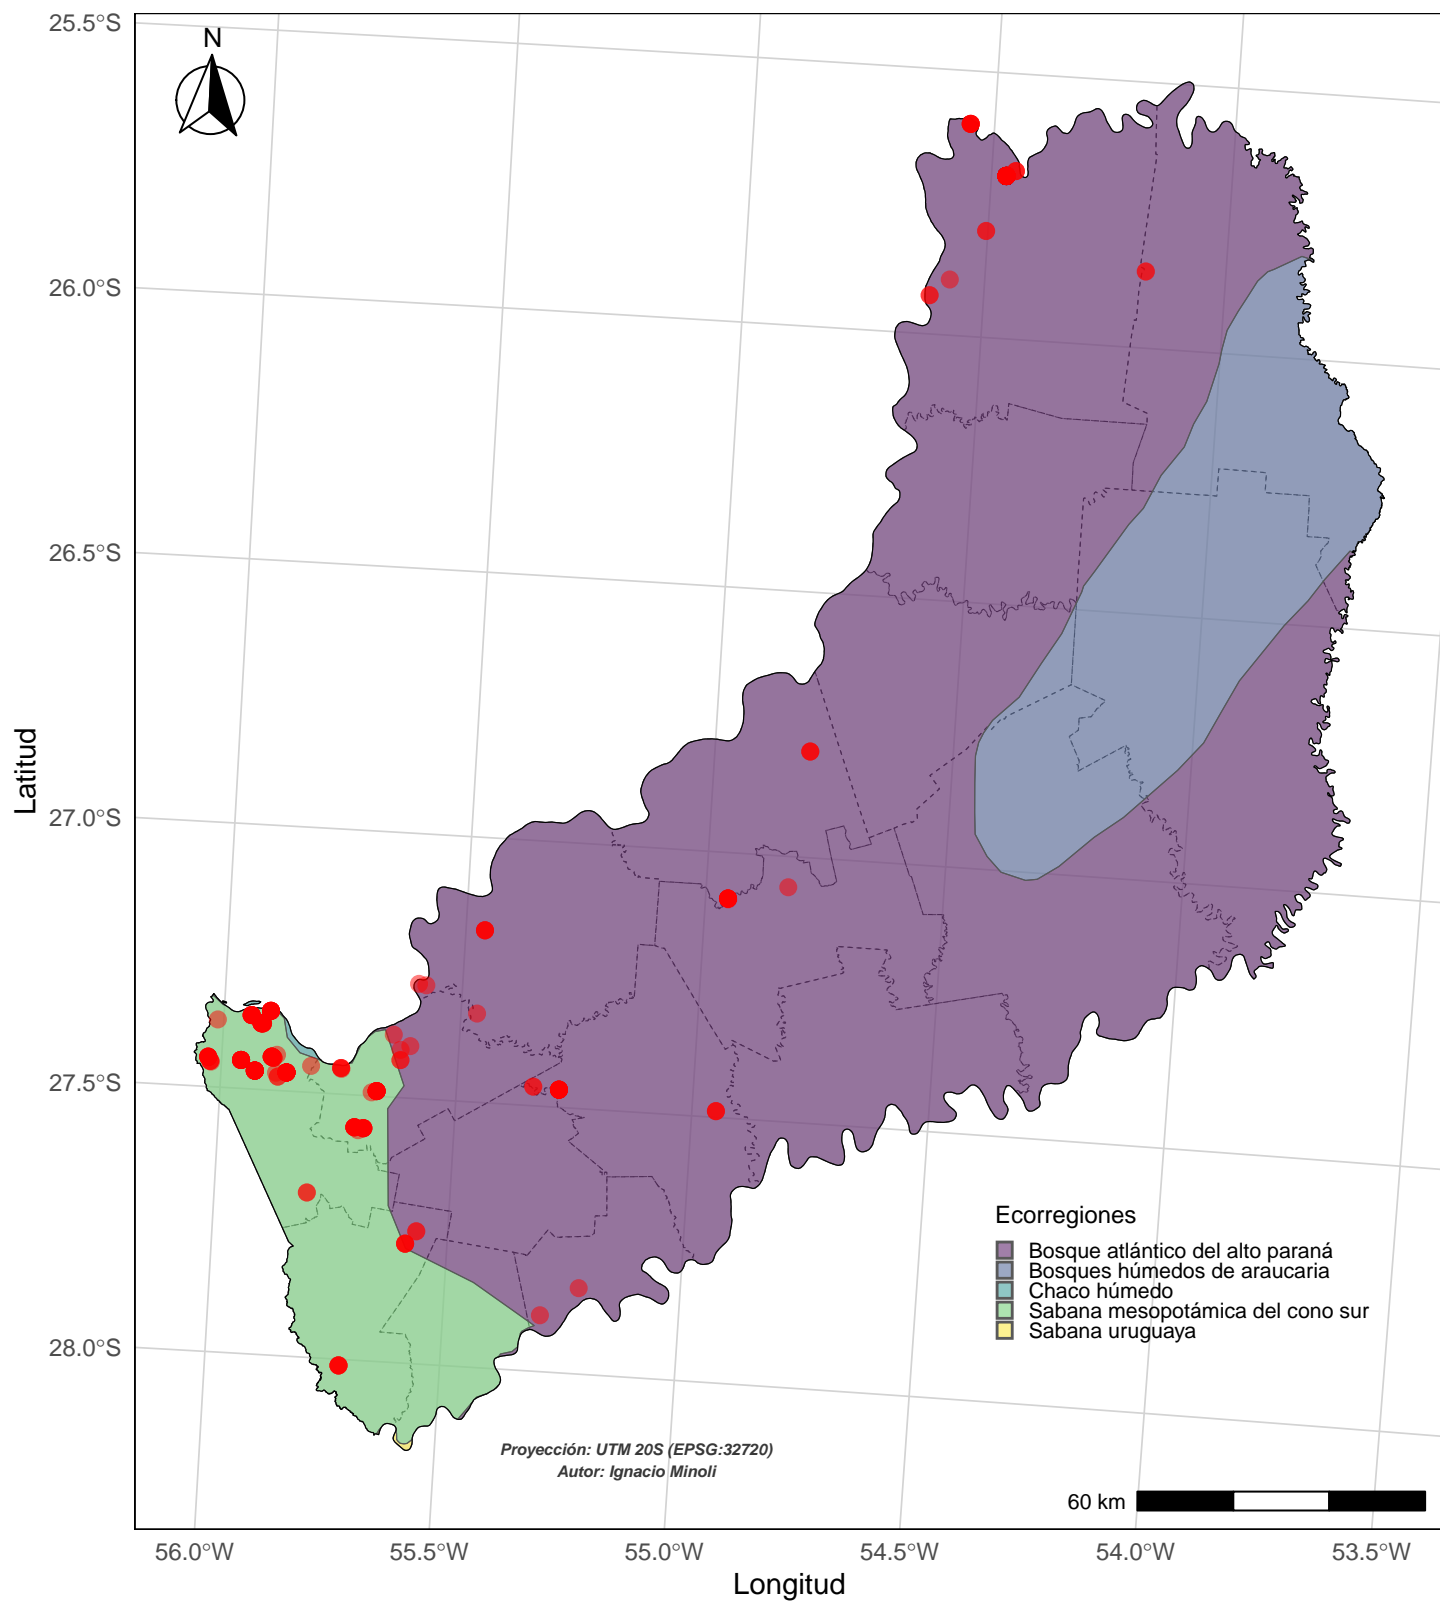 25.5°S
N
26.0°S
26.5°S
Latitud
27.0°S
27.5°S
Ecorregiones
Bosque atlántico del alto paraná
Bosques húmedos de araucaria
Chaco húmedo
Sabana mesopotámica del cono sur
Sabana uruguaya
28.0°S
Proyección: UTM 20S (EPSG:32720)
Autor: Ignacio Minoli
60 km
56.0°W
55.5°W
55.0°W
54.5°W
54.0°W
53.5°W
Longitud